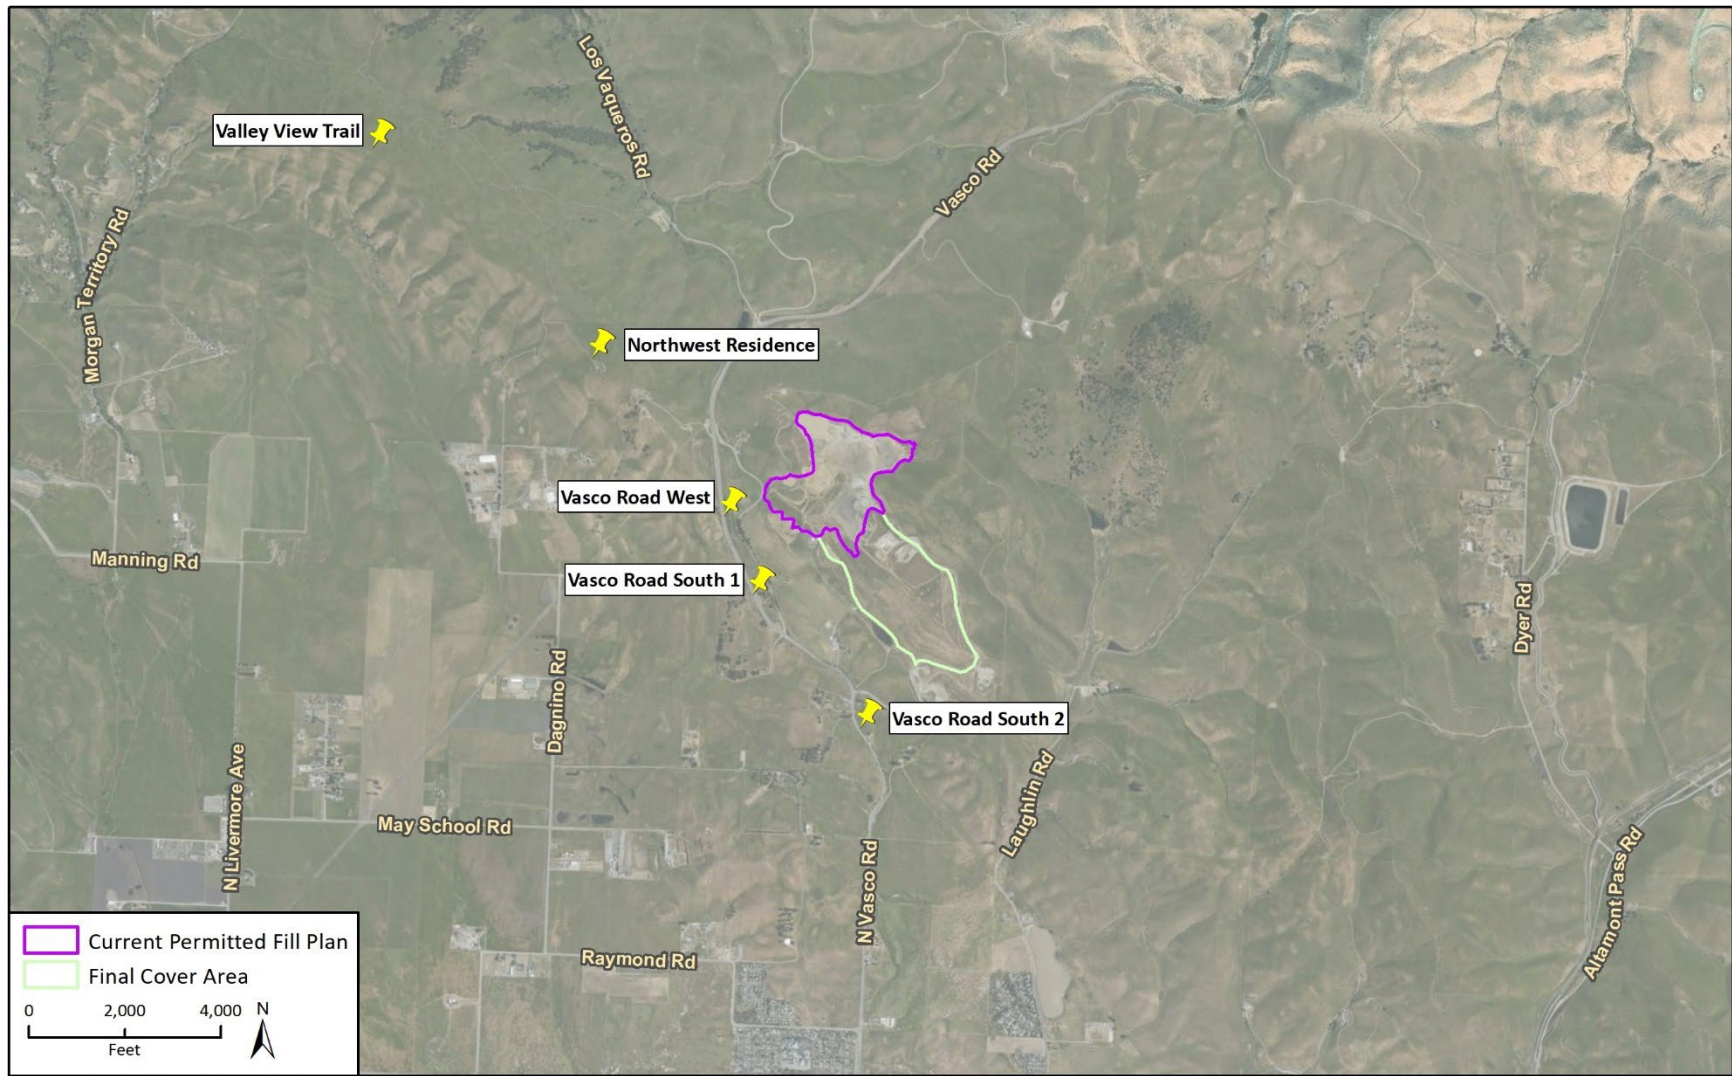 Los Vaqueros Rd
Valley View Trail
Vasco Rd
Morgan Territory Rd
Northwest Residence
Vasco Road West
Manning Rd
Vasco Road South 1
Dyer Rd
Dagnino Rd
Vasco Road South 2
N Livermore Ave
May School Rd
Laughlin Rd
N Vasco Rd
Altamont Pass Rd
Raymond Rd
Current Permitted Fill Plan
Final Cover Area
0 2,000 4,000 N
Feet